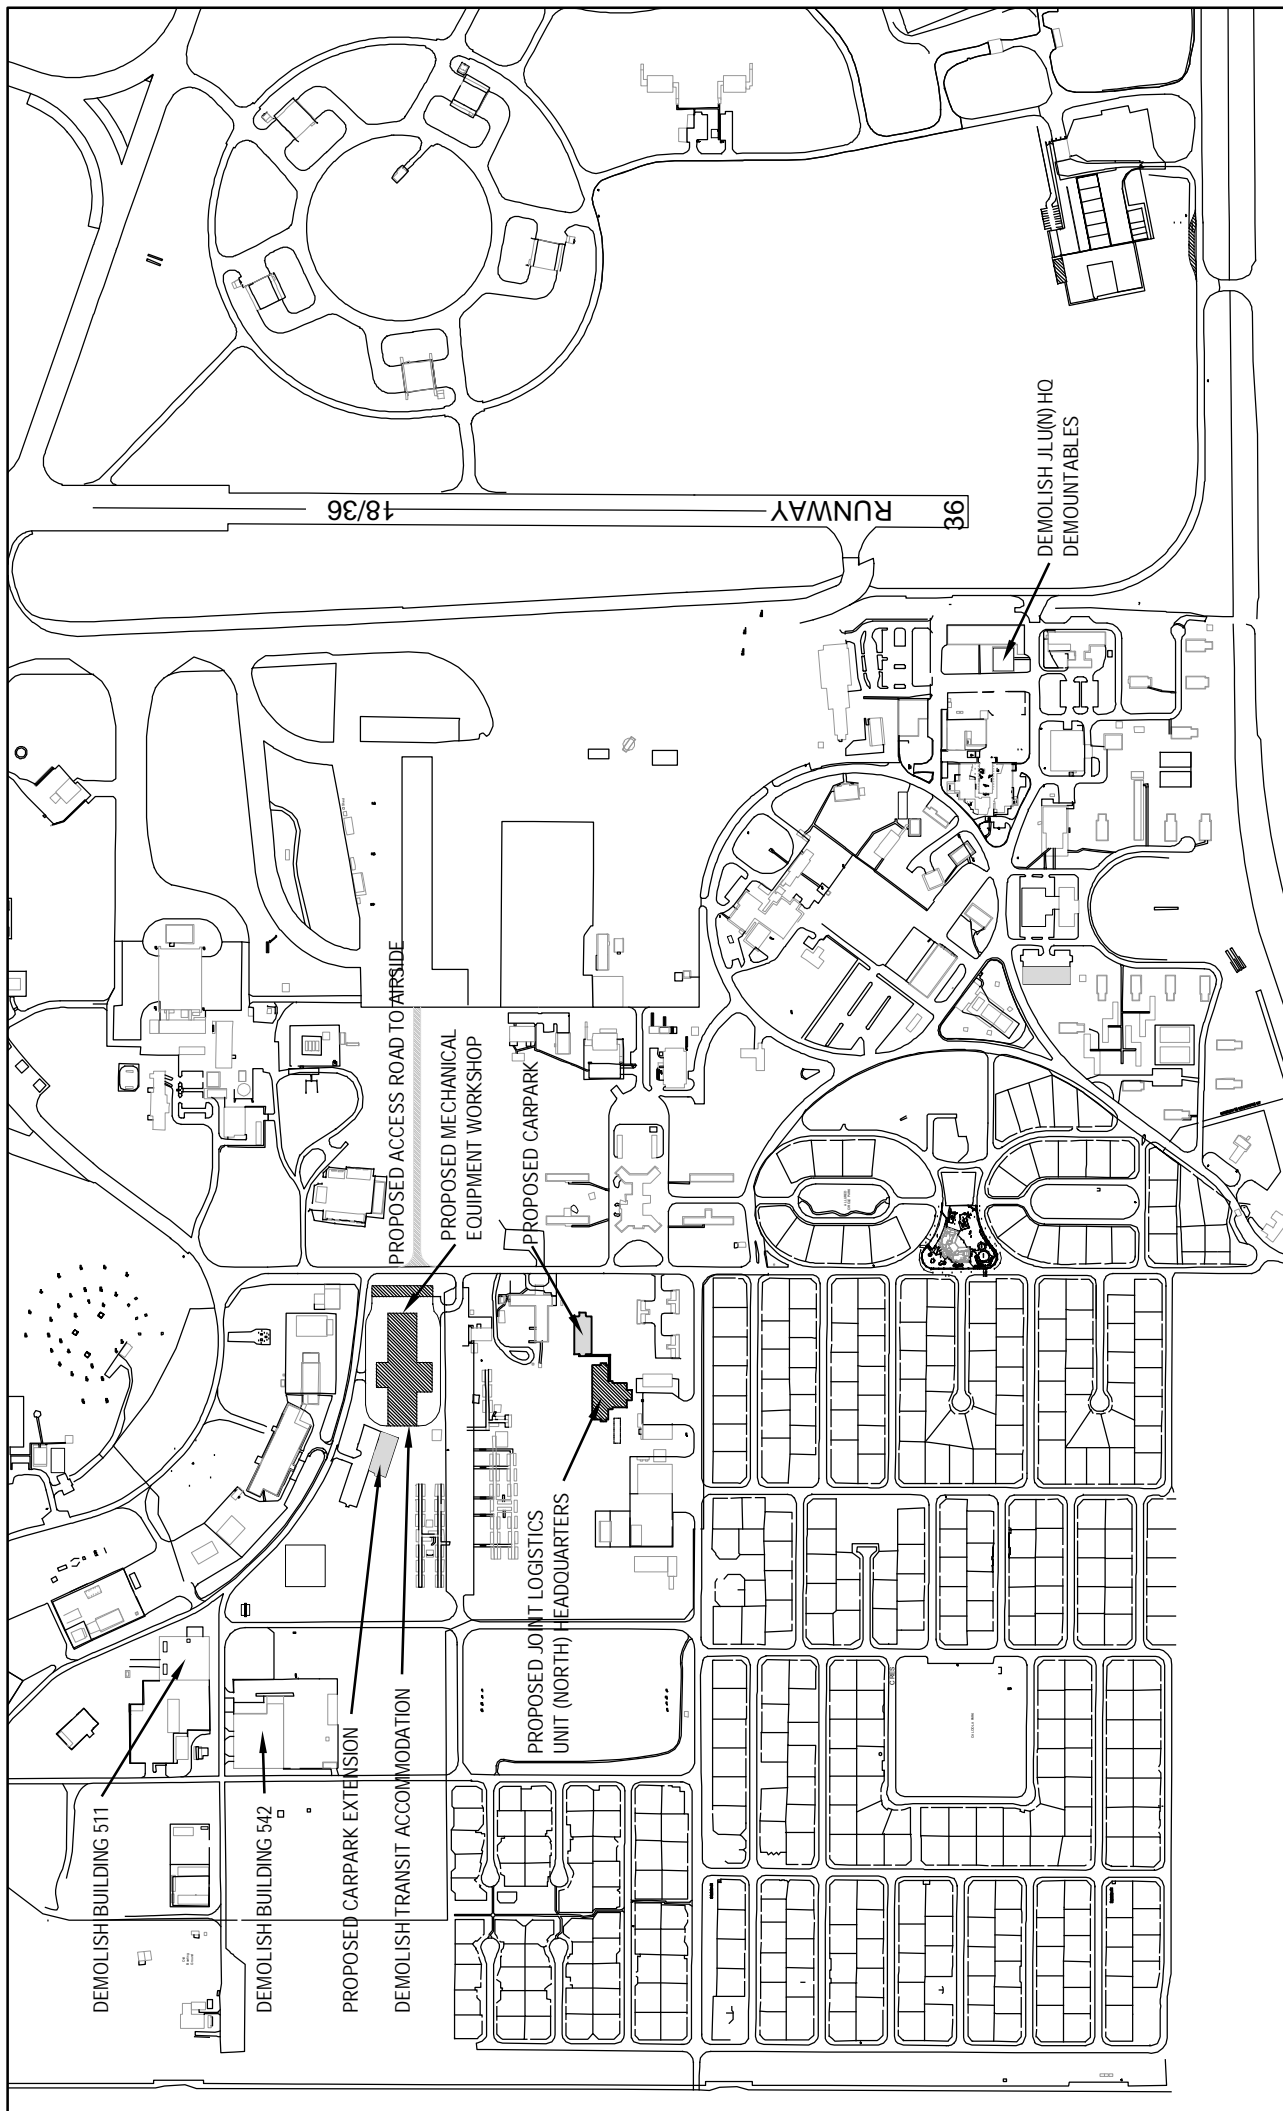 18/36
RUNWAY
36
DEMOLISH JLU(N) HQ
DEMOUNTABLES
PROPOSED ACCESS ROAD TO AIRSIDE
PROPOSED MECHANICAL
EQUIPMENT WORKSHOP
PROPOSED CARPARK
PROPOSED JOINT LOGISTICS
UNIT (NORTH) HEADQUARTERS
DEMOLISH BUILDING 511
DEMOLISH BUILDING 542
PROPOSED CARPARK EXTENSION
DEMOLISH TRANSIT ACCOMMODATION